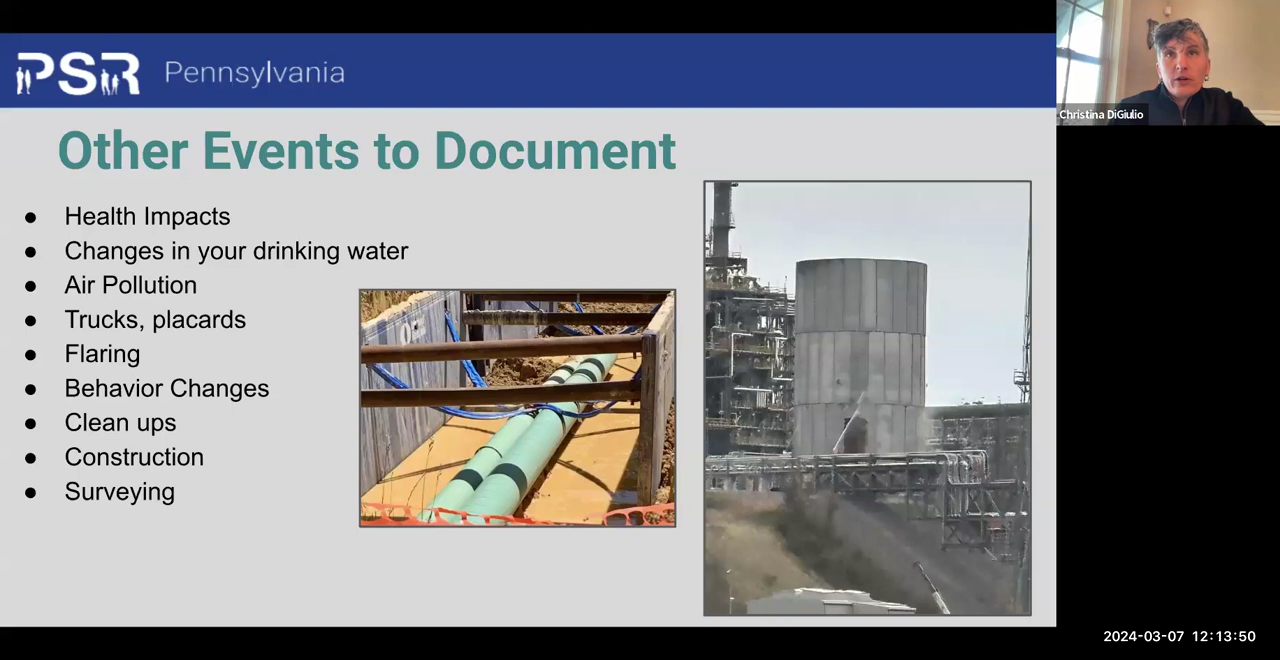 PSR Pennsylvania
Other Events to Document
● Health Impacts
● Changes in your drinking water
● Air Pollution
● Trucks, placards
● Flaring
● Behavior Changes
● Clean ups
● Construction
● Surveying
Christina DiGiulio
2024-03-07 12:13:50